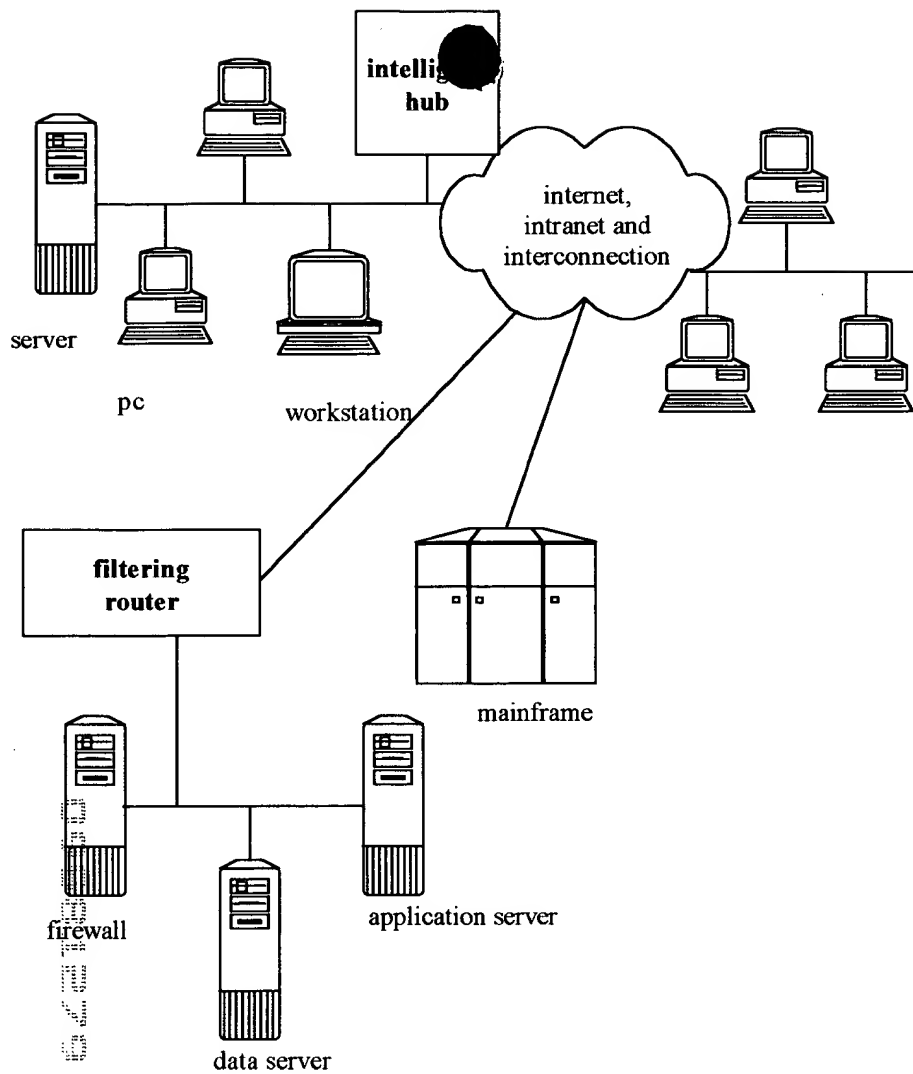 hub
internet,
intranet and
interconnection
server
pc
workstation
filtering
router
mainframe
firewall
application server
data server